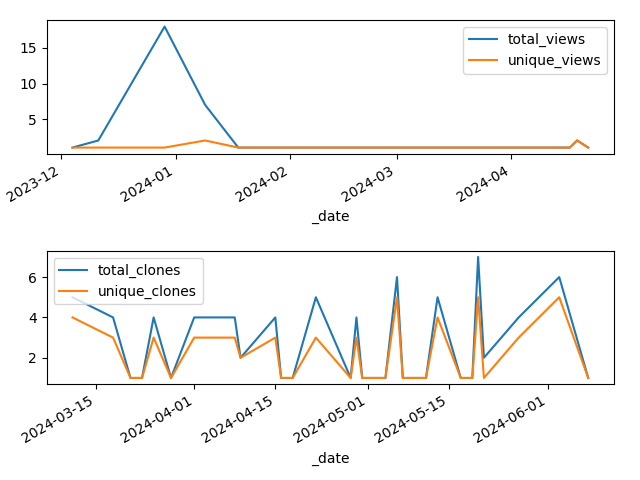 total_views
unique_views
15
10
5
2023-12
2024-01
2024-02
2024-03
2024-04
_date
total_clones
unique_clones
6
4
2
2024-03-15
2024-04-01
2024-04-15
2024-05-01
2024-05-15
2024-06-01
_date